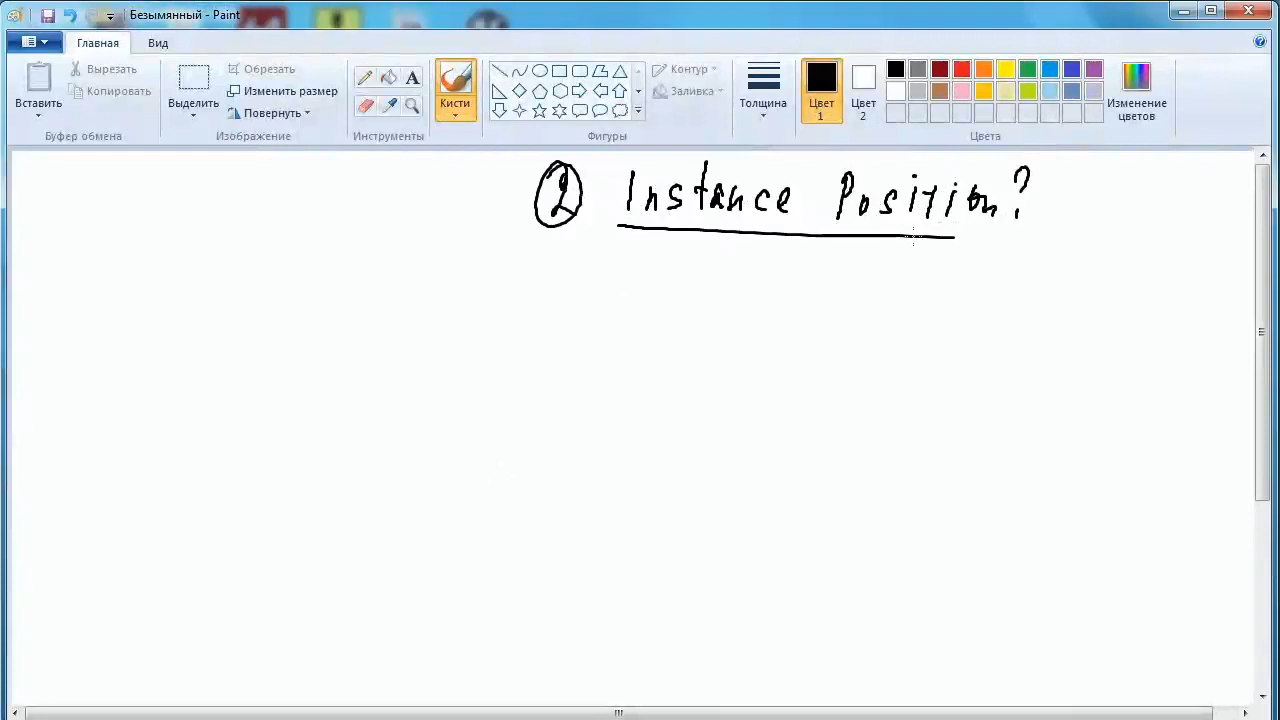 Безымянный - Paint
Главная Вид
Вставить
Вырезать
Копировать
Буфер обмена
Выделить
Обрезать
Изменить размер
Повернуть
Изображение
A
Инструменты
Кисти
Контур
Заливка
Фигуры
Толщина
Цвет 1
Цвет 2
Изменение цветов
Цвета
2 Instance Position?